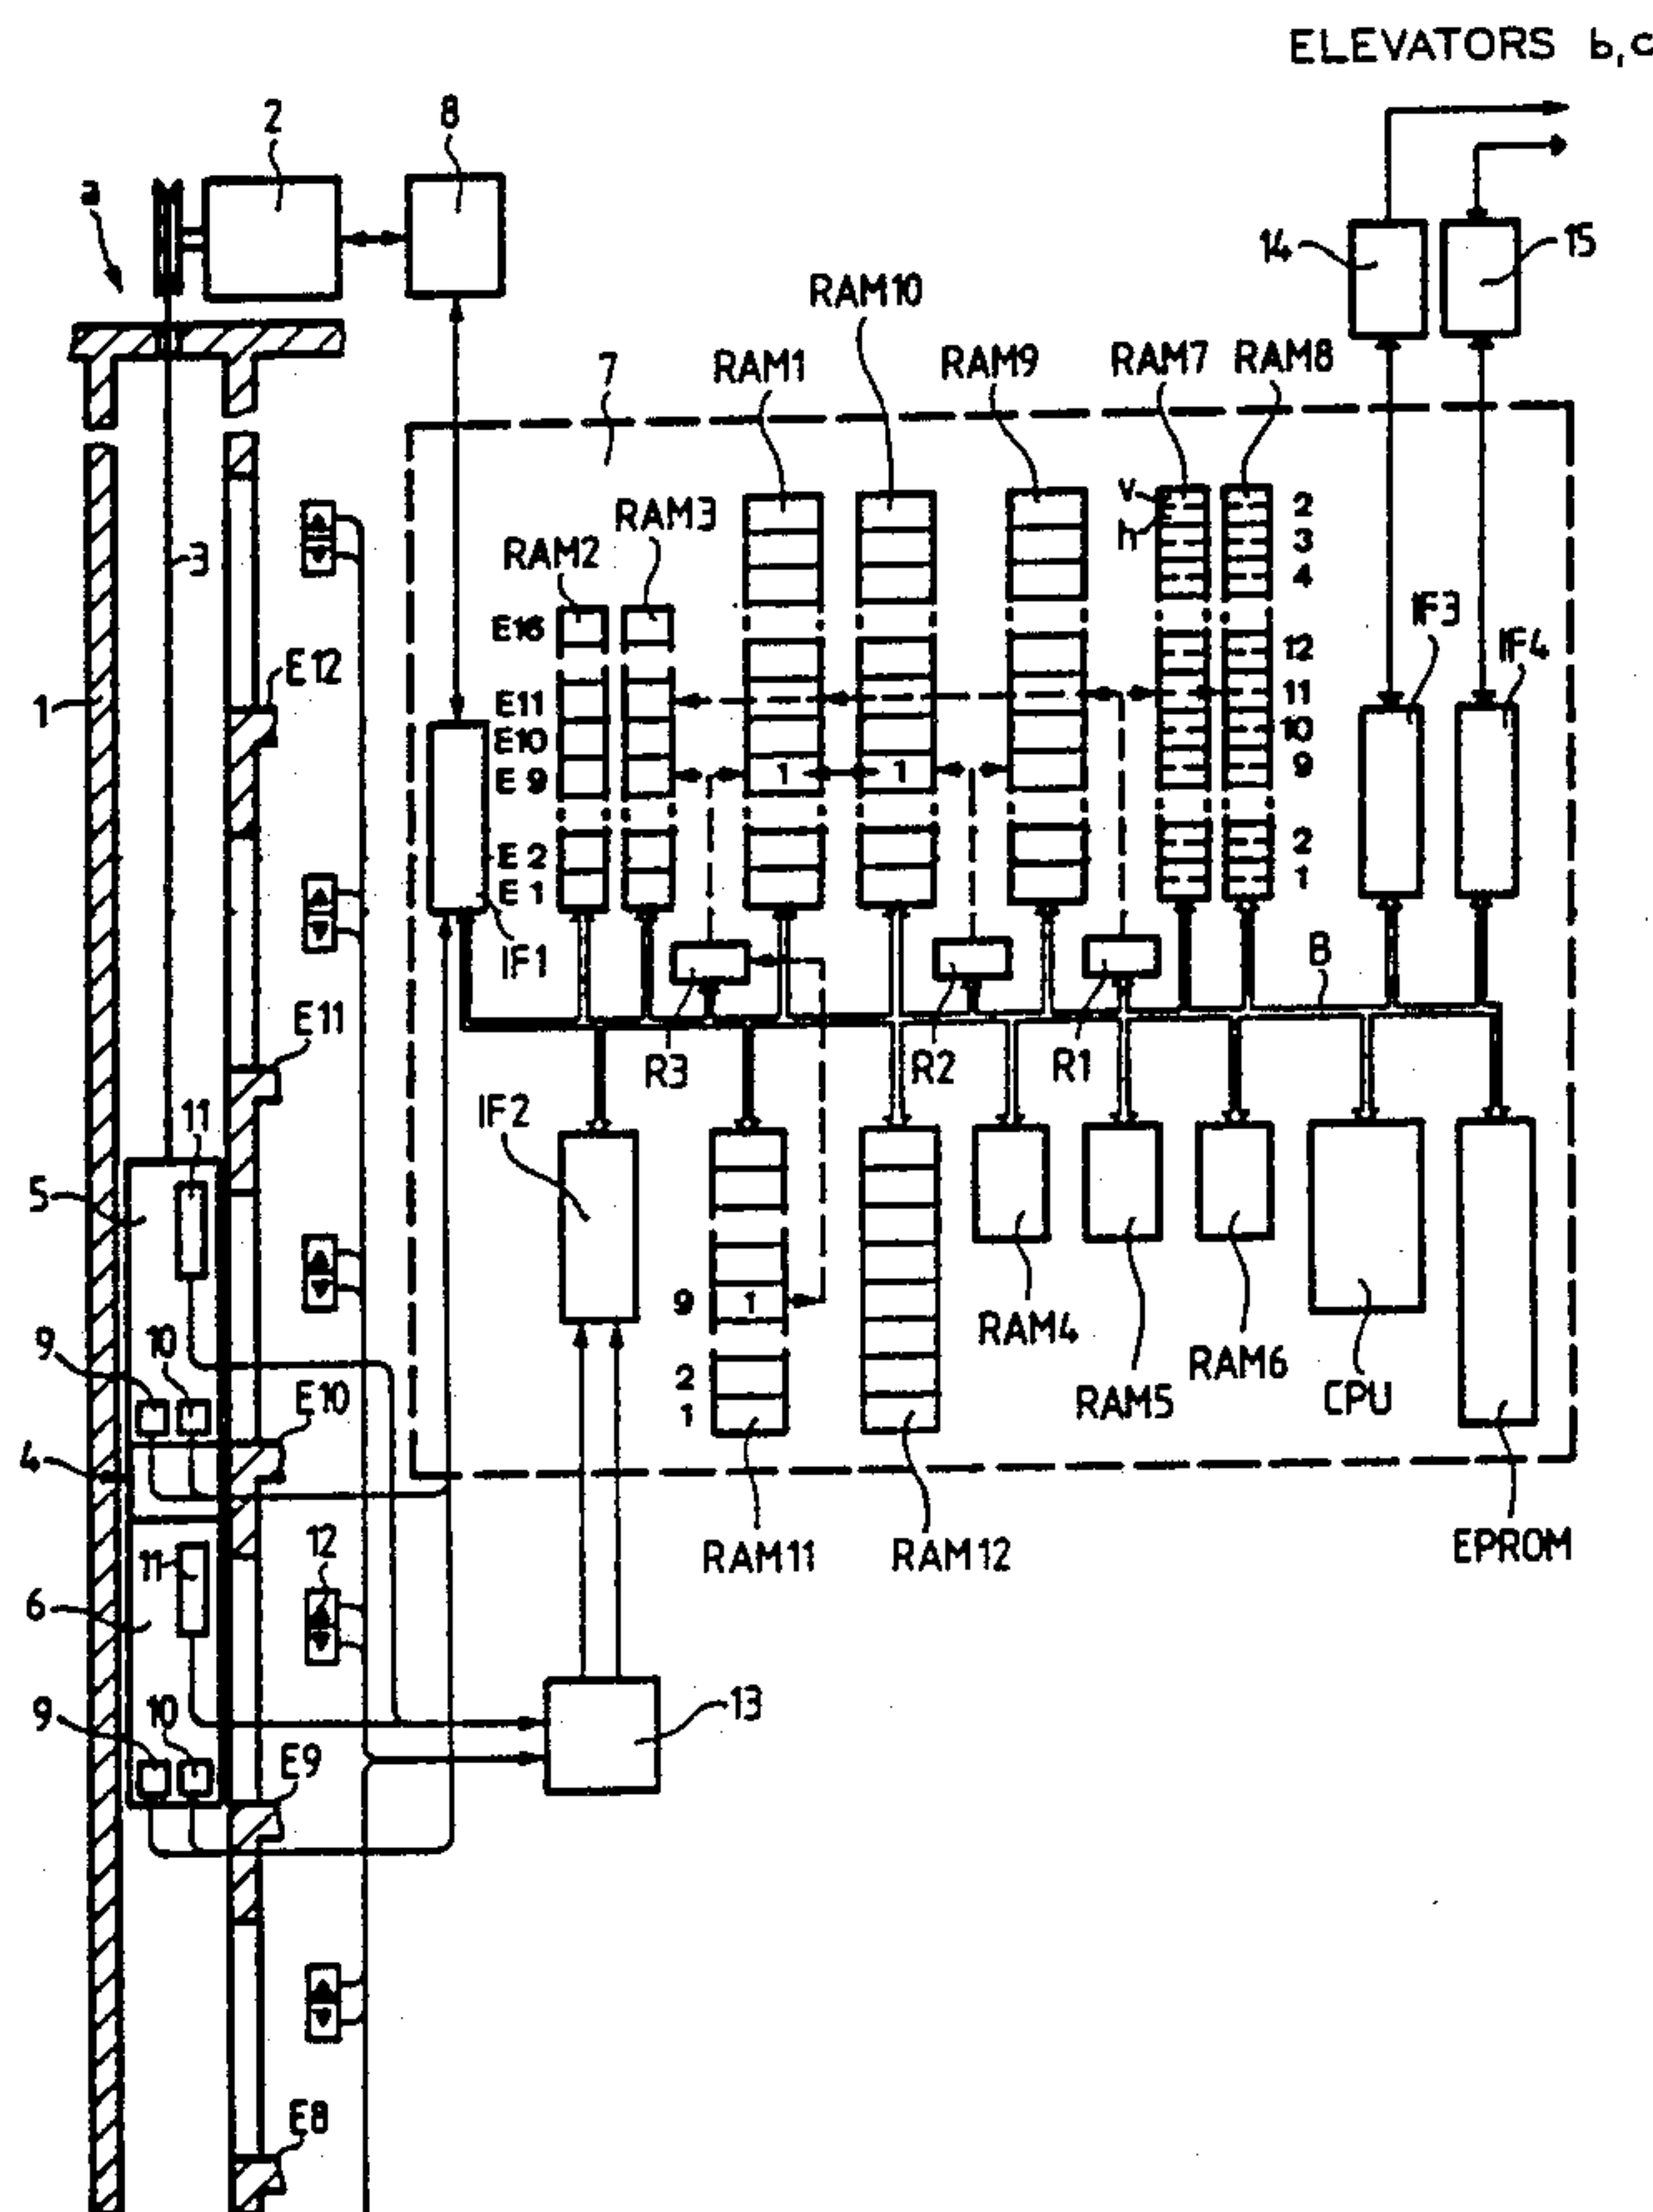 ELEVATORS b,c
2
8
a
14
15
RAM10
7
RAM1
RAM9
RAM7
RAM8
v
h
2
3
4
RAM3
RAM2
3
E16
12
IF3
IF4
E12
1
E11
11
E10
10
E9
1
1
9
E2
2
E1
1
IF1
B
E11
R3
R2
R1
11
IF2
5
9
1
RAM4
10
9
2
RAM6
E10
1
RAM5
CPU
4
12
RAM11
RAM12
EPROM
11
6
13
9
10
E9
E8